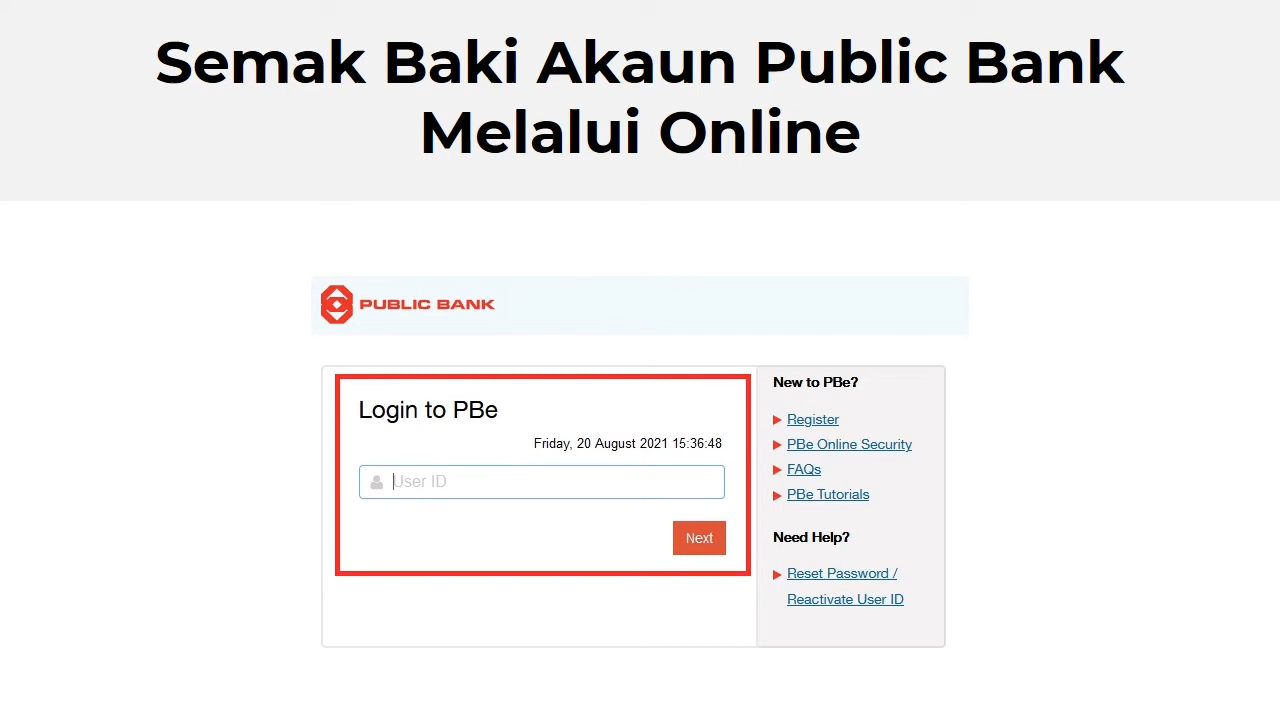 Semak Baki Akaun Public Bank
Melalui Online
PUBLIC BANK
Login to PBe
Friday, 20 August 2021 15:36:48
User ID
Next
New to PBe?
Register
PBe Online Security
FAQs
PBe Tutorials
Need Help?
Reset Password /
Reactivate User ID